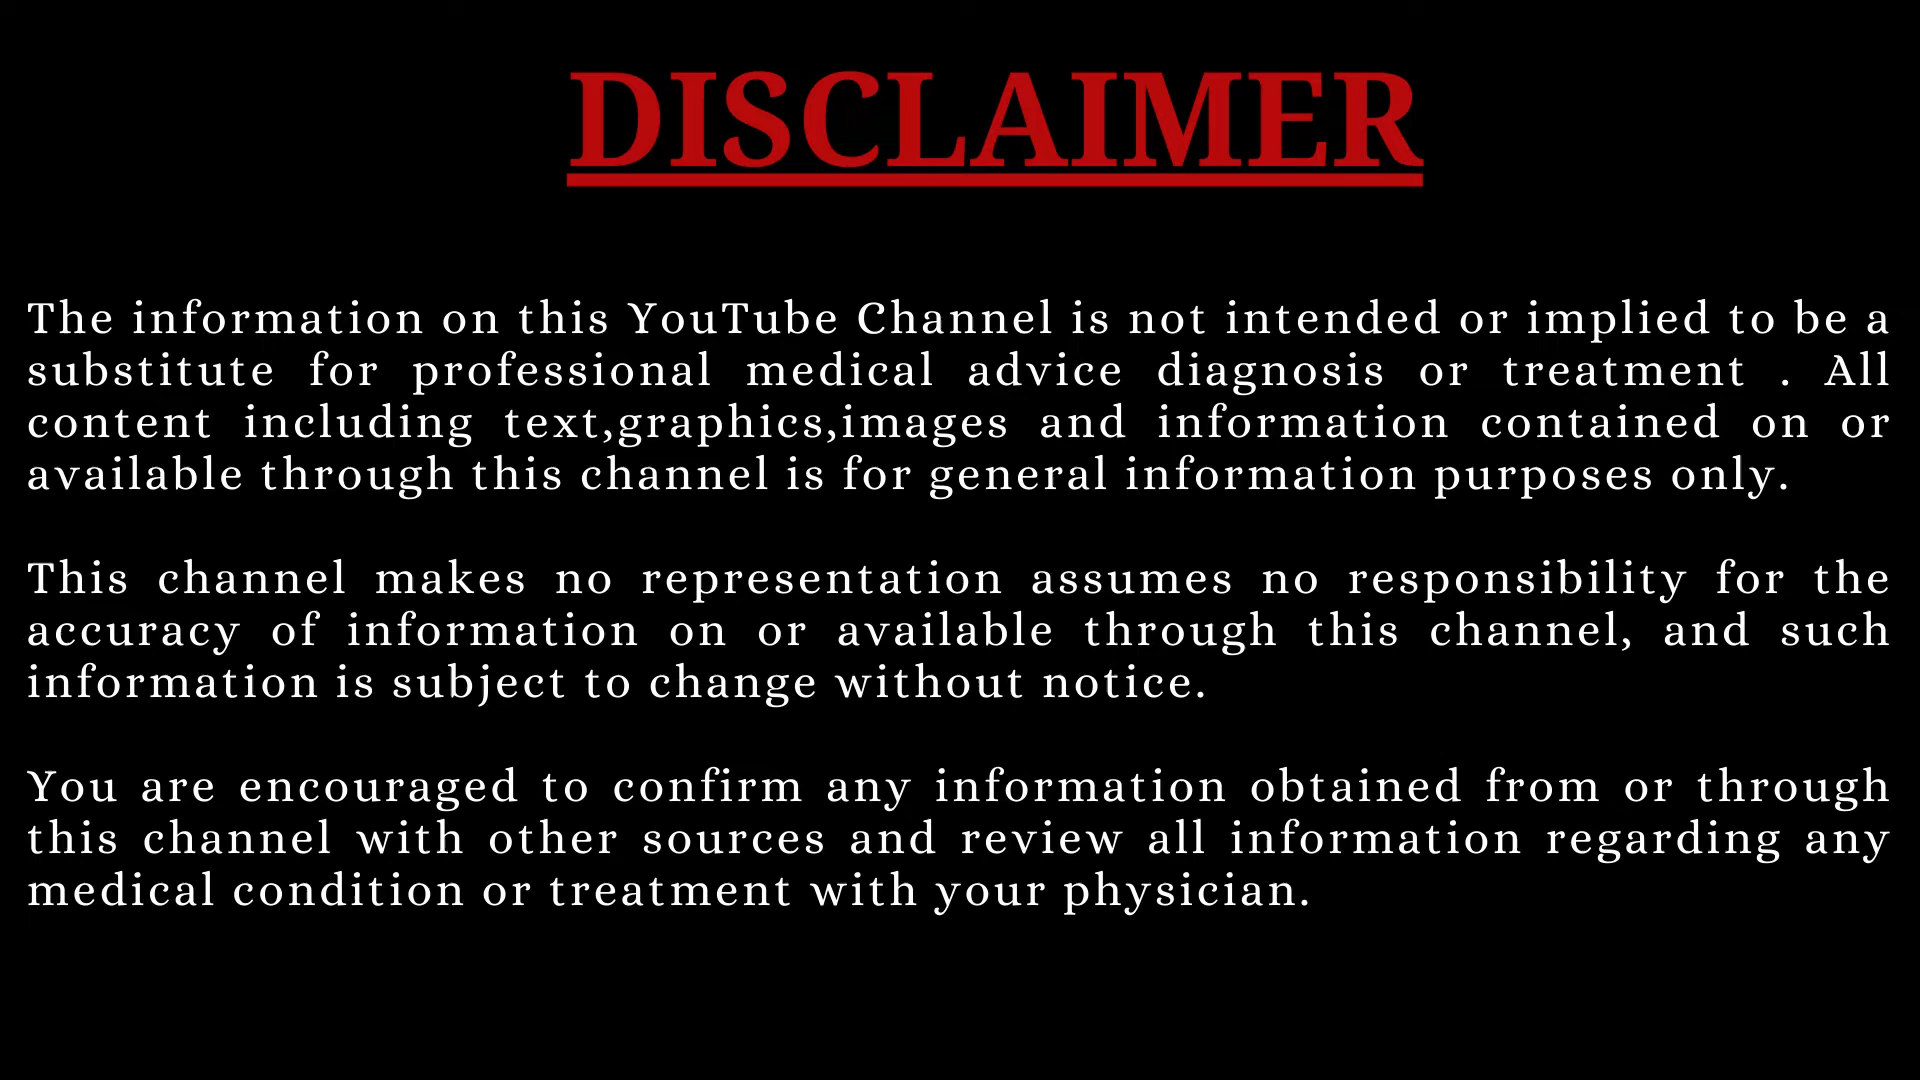 DISCLAIMER
The information on this YouTube Channel is not intended or implied to be a
substitute for professional medical advice diagnosis or treatment . All
content including text,graphics,images and information contained on or
available through this channel is for general information purposes only.
This channel makes no representation assumes no responsibility for the
accuracy of information on or available through this channel, and such
information is subject to change without notice.
You are encouraged to confirm any information obtained from or through
this channel with other sources and review all information regarding any
medical condition or treatment with your physician.